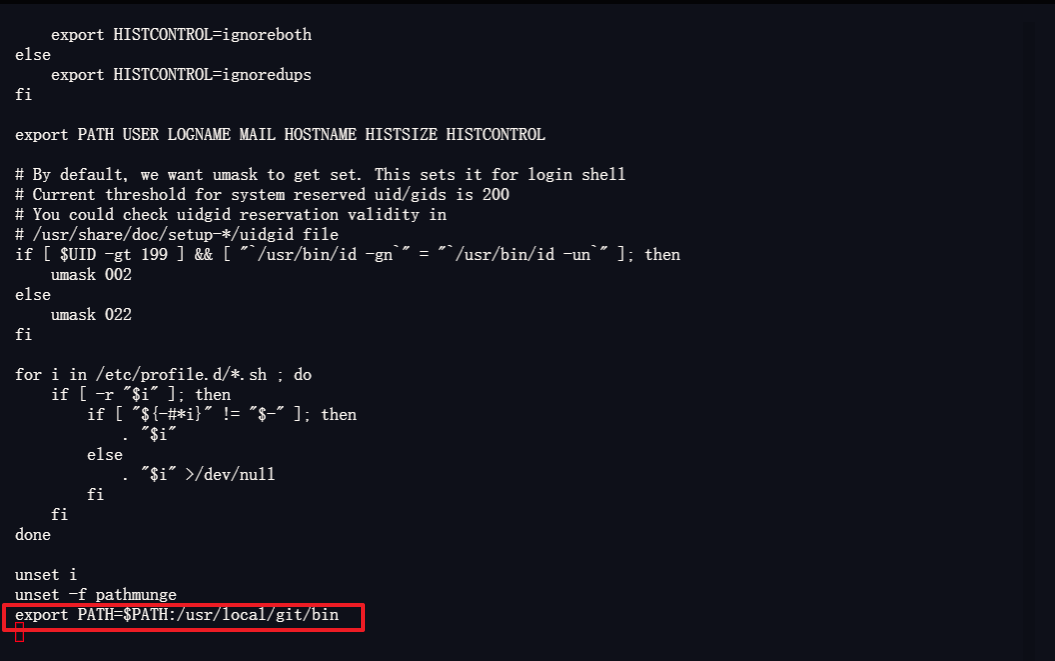 export HISTCONTROL=ignoreboth
else
export HISTCONTROL=ignoredups
fi
export PATH USER LOGNAME MAIL HOSTNAME HISTSIZE HISTCONTROL
# By default, we want umask to get set. This sets it for login shell
# Current threshold for system reserved uid/gids is 200
# You could check uidgid reservation validity in
# /usr/share/doc/setup-*/uidgid file
if [ $UID -gt 199 ] && [ "`/usr/bin/id -gn`" = "`/usr/bin/id -un`" ]; then
umask 002
else
umask 022
fi
for i in /etc/profile.d/*.sh ; do
if [ -r "$i" ]; then
if [ "${-#*i}" != "$-" ]; then
. "$i"
else
. "$i" >/dev/null
fi
fi
done
unset i
unset -f pathmunge
export PATH=$PATH:/usr/local/git/bin